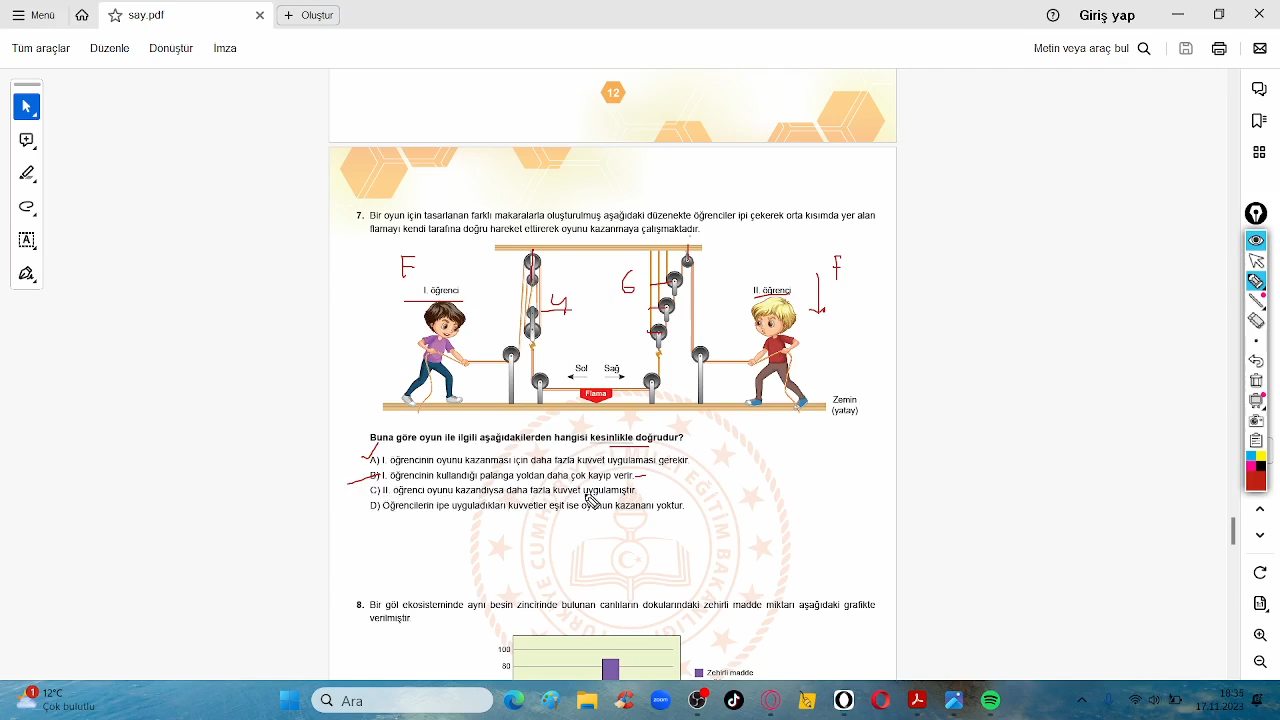 Menü
say.pdf
Oluştur
Giriş yap
Tüm araçlar Düzenle Dönüştür İmza
Metin veya araç bul
12
7. Bir oyun için tasarlanan farklı makaralarla oluşturulmuş aşağıdaki düzenekte öğrenciler ipi çekerek orta kısımda yer alan
flamayı kendi tarafına doğru hareket ettirerek oyunu kazanmaya çalışmaktadır.
F
6
F
I. öğrenci
II. öğrenci
4
Sol Sağ
Flama
Zemin
(yatay)
Buna göre oyun ile ilgili aşağıdakilerden hangisi kesinlikle doğrudur?
A) I. öğrencinin oyunu kazanması için daha fazla kuvvet uygulaması gerekir.
B) I. öğrencinin kullandığı palanga yoldan daha çok kayıp verir.
C) II. öğrenci oyunu kazandıysa daha fazla kuvvet uygulamıştır.
D) Öğrencilerin ipe uyguladıkları kuvvetler eşit ise oyunun kazananı yoktur.
8. Bir göl ekosisteminde aynı besin zincirinde bulunan canlıların dokularındaki zehirli madde miktarı aşağıdaki grafikte
verilmiştir.
100
80
Zehirli madde
1
12°C
Çok bulutlu
Ara
zoom
18:35
17.11.2023